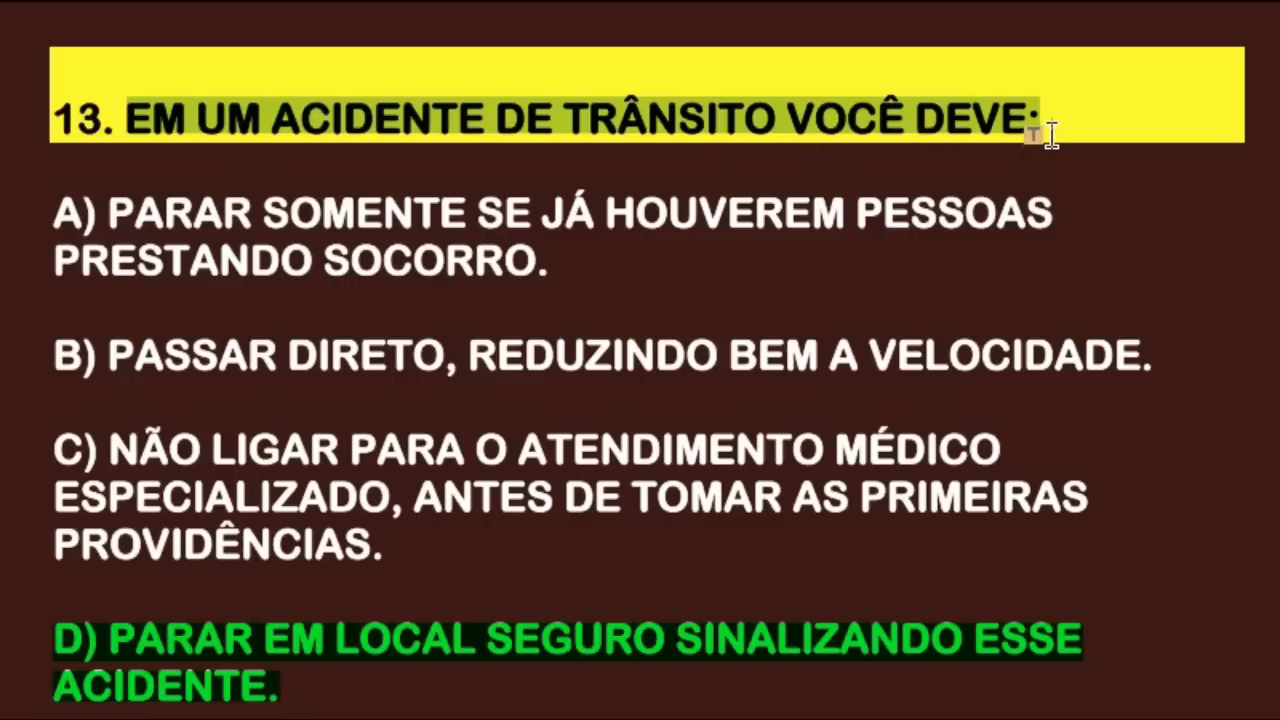 13. EM UM ACIDENTE DE TRÂNSITO VOCÊ DEVE:
T
A) PARAR SOMENTE SE JÁ HOUVEREM PESSOAS
PRESTANDO SOCORRO.
B) PASSAR DIRETO, REDUZINDO BEM A VELOCIDADE.
C) NÃO LIGAR PARA O ATENDIMENTO MÉDICO
ESPECIALIZADO, ANTES DE TOMAR AS PRIMEIRAS
PROVIDÊNCIAS.
D) PARAR EM LOCAL SEGURO SINALIZANDO ESSE
ACIDENTE.